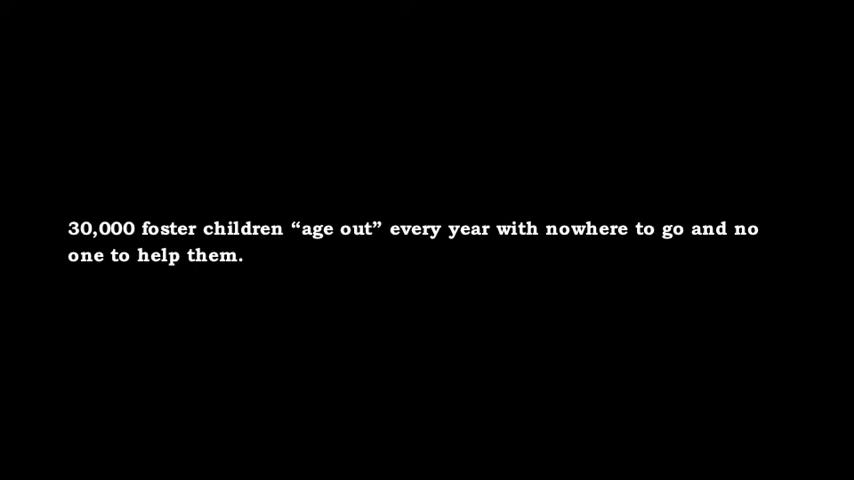 30,000 foster children “age out” every year with nowhere to go and no
one to help them.